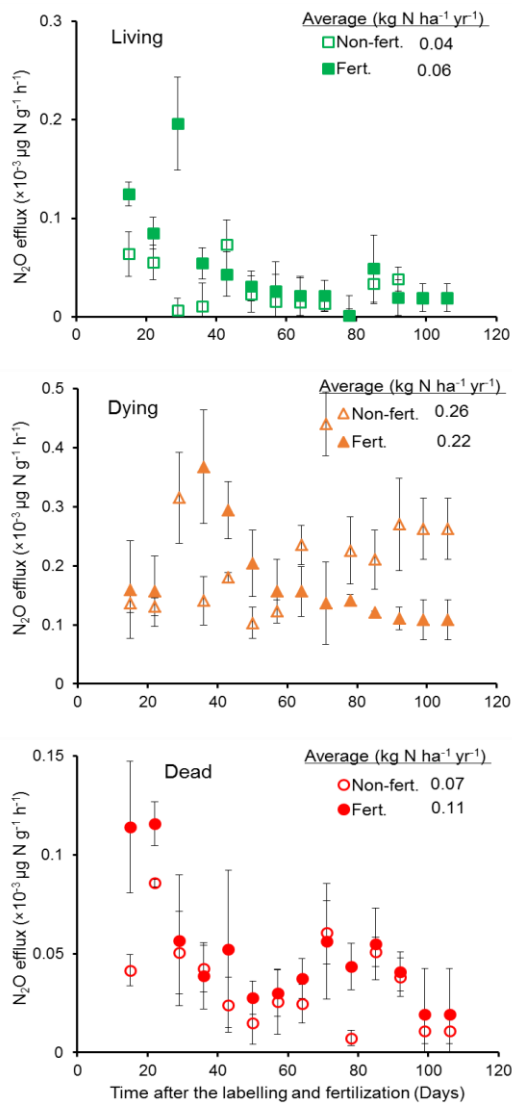 Living
Average (kg N ha⁻¹ yr⁻¹)
Non-fert. 0.04
Fert. 0.06
N₂O efflux (×10⁻³ µg N g⁻¹ h⁻¹)
0.3
0.2
0.1
0
0 20 40 60 80 100 120
Dying
Average (kg N ha⁻¹ yr⁻¹)
Non-fert. 0.26
Fert. 0.22
N₂O efflux (×10⁻³ µg N g⁻¹ h⁻¹)
0.5
0.4
0.3
0.2
0.1
0
0 20 40 60 80 100 120
Dead
Average (kg N ha⁻¹ yr⁻¹)
Non-fert. 0.07
Fert. 0.11
N₂O efflux (×10⁻³ µg N g⁻¹ h⁻¹)
0.15
0.1
0.05
0
0 20 40 60 80 100 120
Time after the labelling and fertilization (Days)